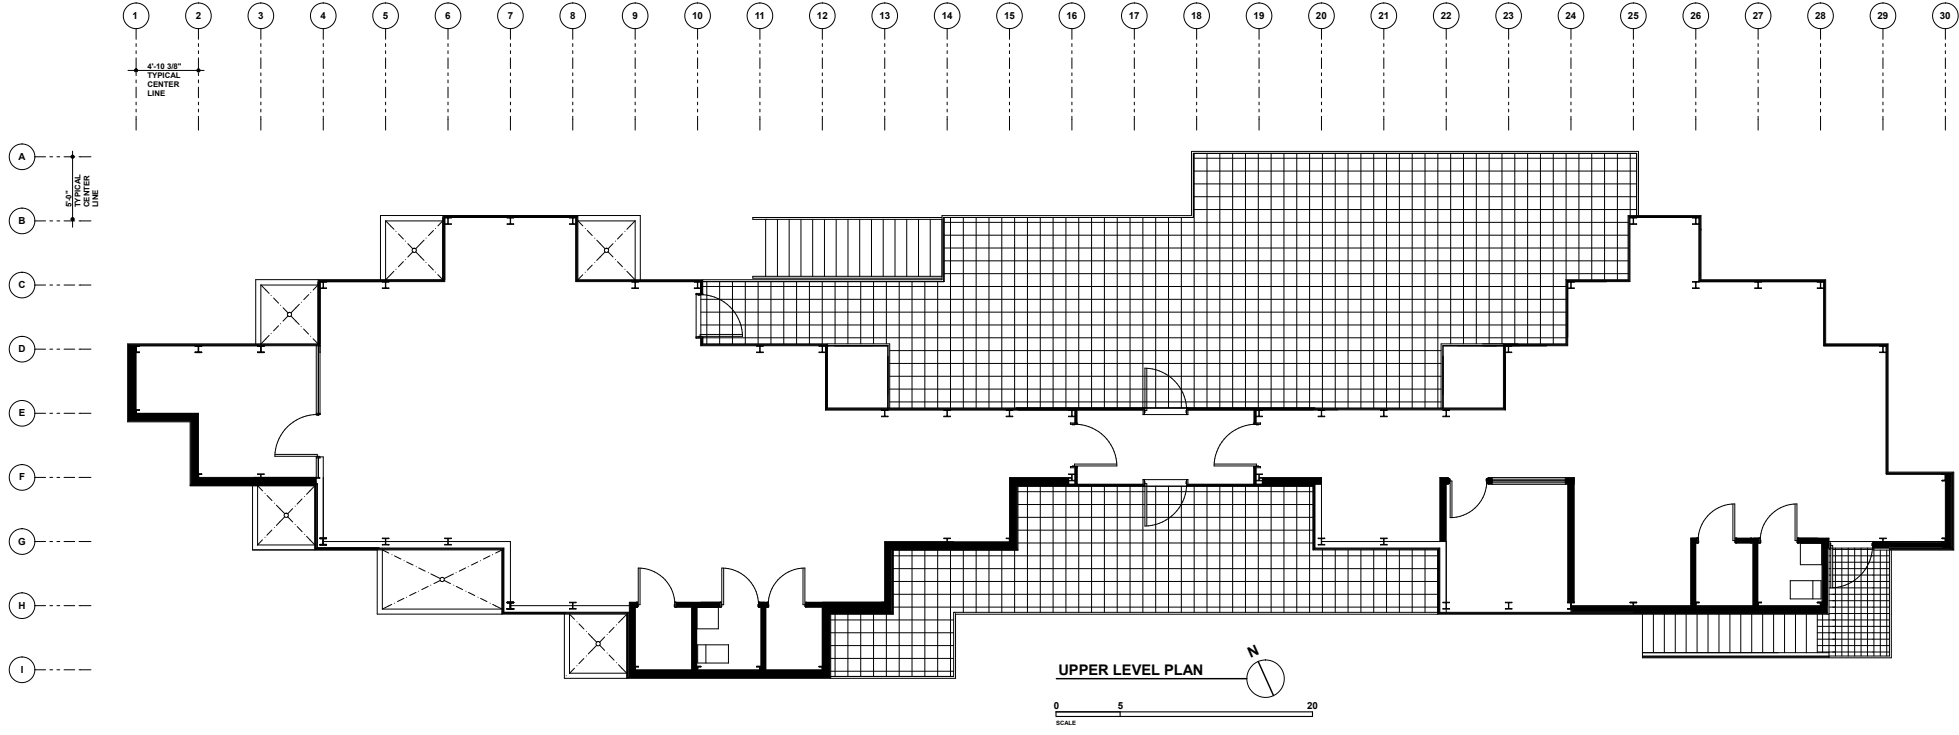 1 2 3 4 5 6 7 8 9 10 11 12 13 14 15 16 17 18 19 20 21 22 23 24 25 26 27 28 29 30
4'-10 3/8"
TYPICAL
CENTER
LINE
A
5'-0"
TYPICAL
CENTER
LINE
B
C
D
E
F
G
H
I
UPPER LEVEL PLAN
N
0 5 20
SCALE